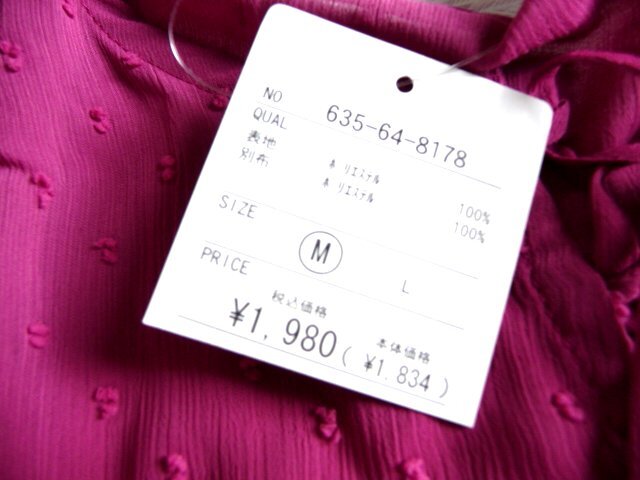 NO 635-64-8178
QUAL
表地 ポリエステル 100%
別布 ポリエステル 100%
SIZE M L
PRICE
税込価格 本体価格
¥1,980 (¥1.834)